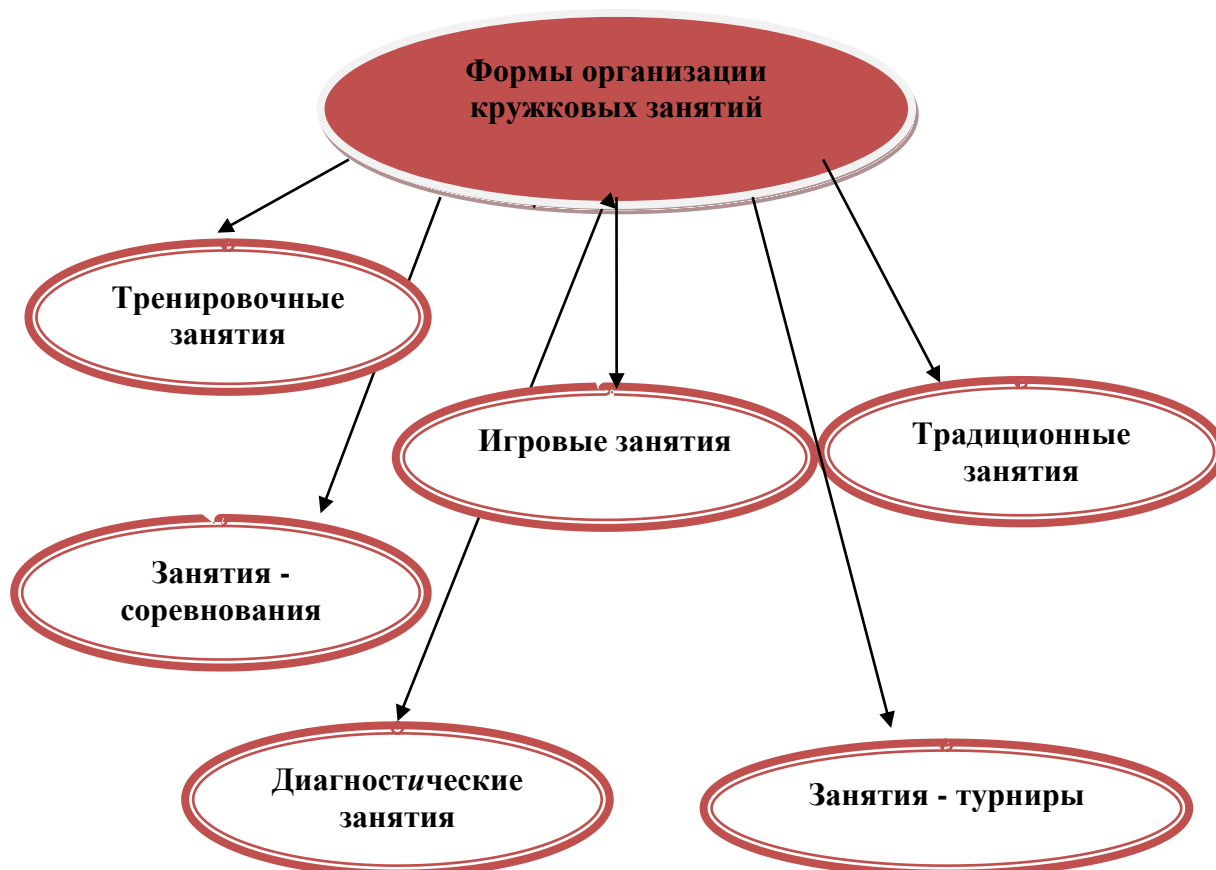 Формы организации
кружковых занятий
Тренировочные
занятия
Игровые занятия
Традиционные
занятия
Занятия -
соревнования
Диагностические
занятия
Занятия - турниры